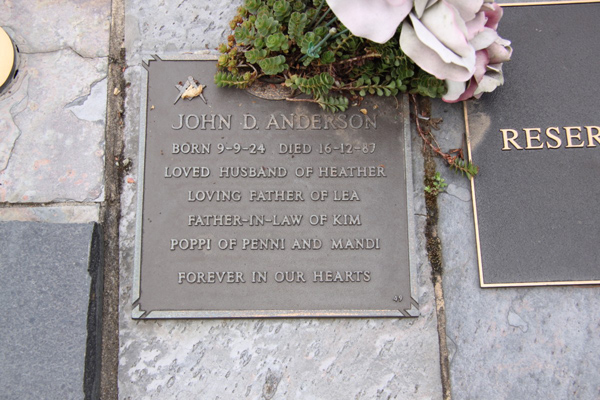 JOHN D. ANDERSON
BORN 9-9-24 DIED 16-12-87
LOVED HUSBAND OF HEATHER
LOVING FATHER OF LEA
FATHER-IN-LAW OF KIM
POPPI OF PENNI AND MANDI
FOREVER IN OUR HEARTS
RESER